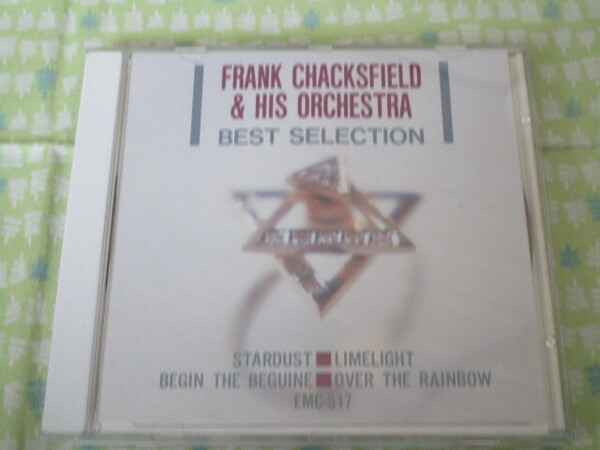 FRANK CHACKSFIELD
& HIS ORCHESTRA
BEST SELECTION
STARDUST ■ LIMELIGHT
BEGIN THE BEGUINE ■ OVER THE RAINBOW
EMC-517